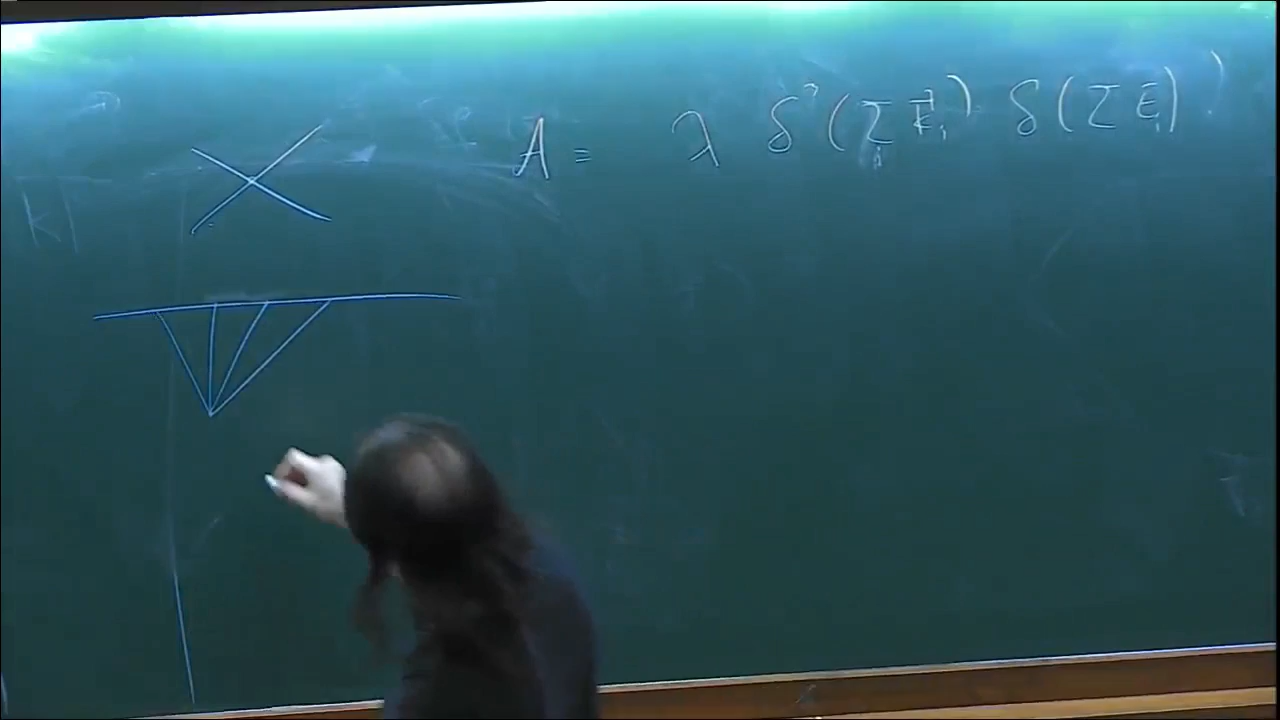 A = λ δ³(Σ k⃗ᵢ) δ(Σ Eᵢ)